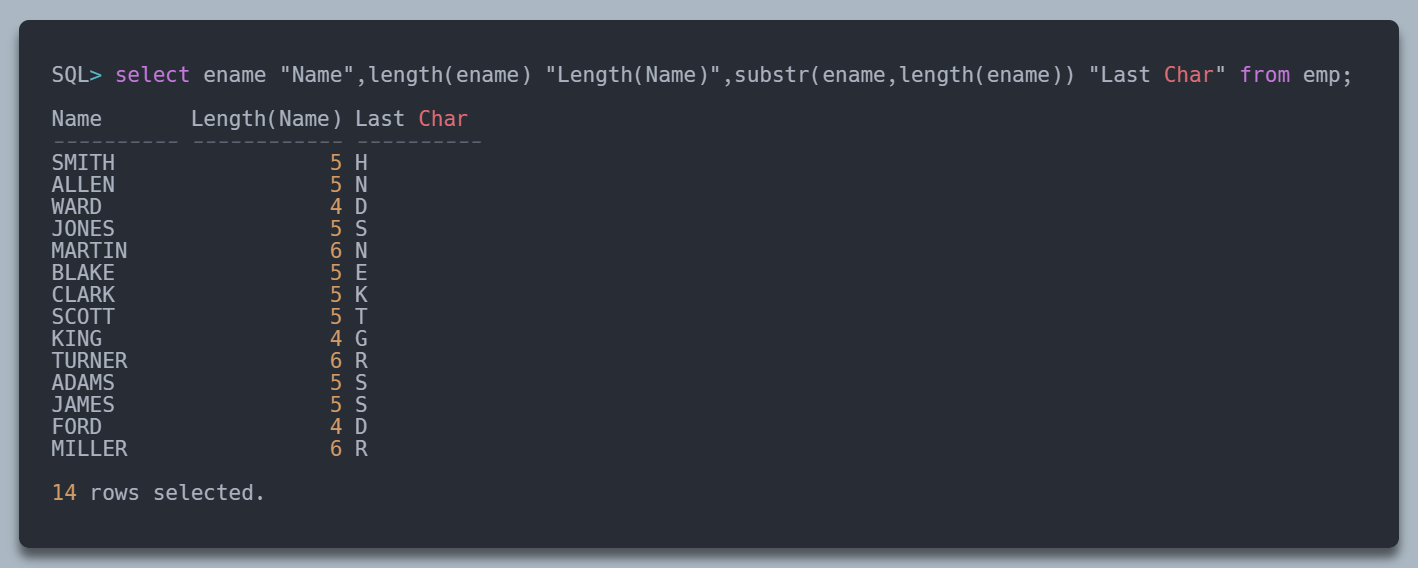 SQL> select ename "Name",length(ename) "Length(Name)",substr(ename,length(ename)) "Last Char" from emp;
Name       Length(Name) Last Char
---------- ------------ ----------
SMITH                 5 H
ALLEN                 5 N
WARD                  4 D
JONES                 5 S
MARTIN                6 N
BLAKE                 5 E
CLARK                 5 K
SCOTT                 5 T
KING                  4 G
TURNER                6 R
ADAMS                 5 S
JAMES                 5 S
FORD                  4 D
MILLER                6 R
14 rows selected.